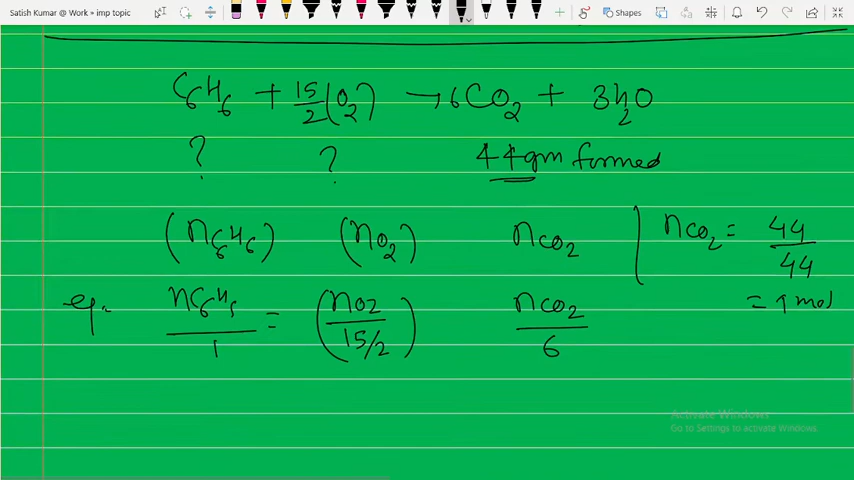 Satish Kumar @ Work » imp topic
Shapes
C6H6 + 15/2 (O2) → 6CO2 + 3H2O
? ? 44gm formed
(nC6H6) (nO2) nCO2 nCO2 = 44/44
= 1 mol
eq. nC6H6/1 = (nO2/15/2) nCO2/6
Activate Windows
Go to Settings to activate Windows.